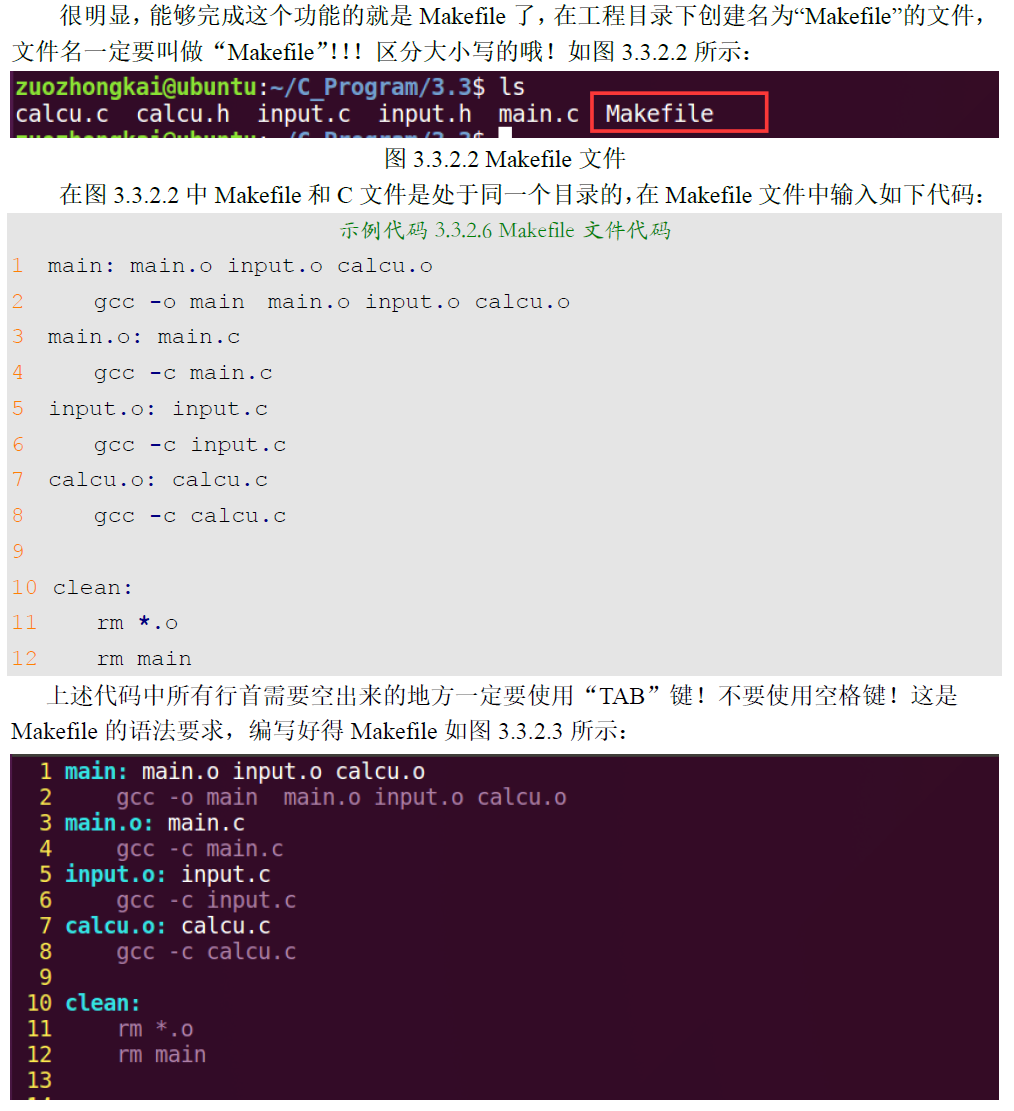 很明显，能够完成这个功能的就是 Makefile 了，在工程目录下创建名为“Makefile”的文件，
文件名一定要叫做“Makefile”!!！区分大小写的哦！如图 3.3.2.2 所示：
zuozhongkai@ubuntu:~/C_Program/3.3$ ls
calcu.c  calcu.h  input.c  input.h  main.c  Makefile
zuozhongkai@ubuntu:~/C_Program/3.3$
图 3.3.2.2 Makefile 文件
在图 3.3.2.2 中 Makefile 和 C 文件是处于同一个目录的，在 Makefile 文件中输入如下代码：
示例代码 3.3.2.6 Makefile 文件代码
1  main: main.o input.o calcu.o
2      gcc -o main  main.o input.o calcu.o
3  main.o: main.c
4      gcc -c main.c
5  input.o: input.c
6      gcc -c input.c
7  calcu.o: calcu.c
8      gcc -c calcu.c
9
10 clean:
11     rm *.o
12     rm main
上述代码中所有行首需要空出来的地方一定要使用“TAB”键！不要使用空格键！这是
Makefile 的语法要求，编写好得 Makefile 如图 3.3.2.3 所示：
1 main: main.o input.o calcu.o
2     gcc -o main  main.o input.o calcu.o
3 main.o: main.c
4     gcc -c main.c
5 input.o: input.c
6     gcc -c input.c
7 calcu.o: calcu.c
8     gcc -c calcu.c
9
10 clean:
11     rm *.o
12     rm main
13